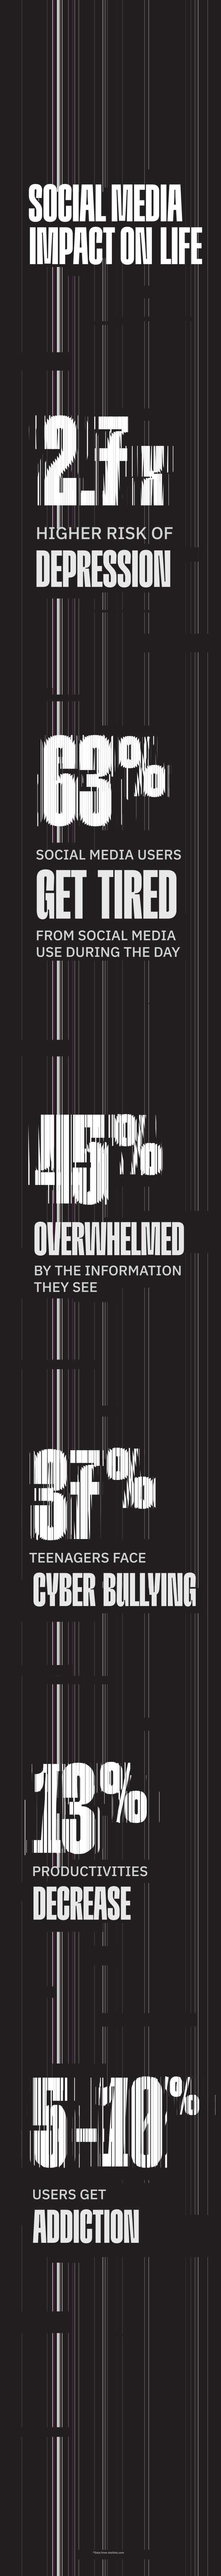 SOCIAL MEDIA
IMPACT ON LIFE
2.7x
HIGHER RISK OF
DEPRESSION
63%
SOCIAL MEDIA USERS
GET TIRED
FROM SOCIAL MEDIA
USE DURING THE DAY
45%
OVERWHELMED
BY THE INFORMATION
THEY SEE
37%
TEENAGERS FACE
CYBER BULLYING
13%
PRODUCTIVITIES
DECREASE
5-10%
USERS GET
ADDICTION